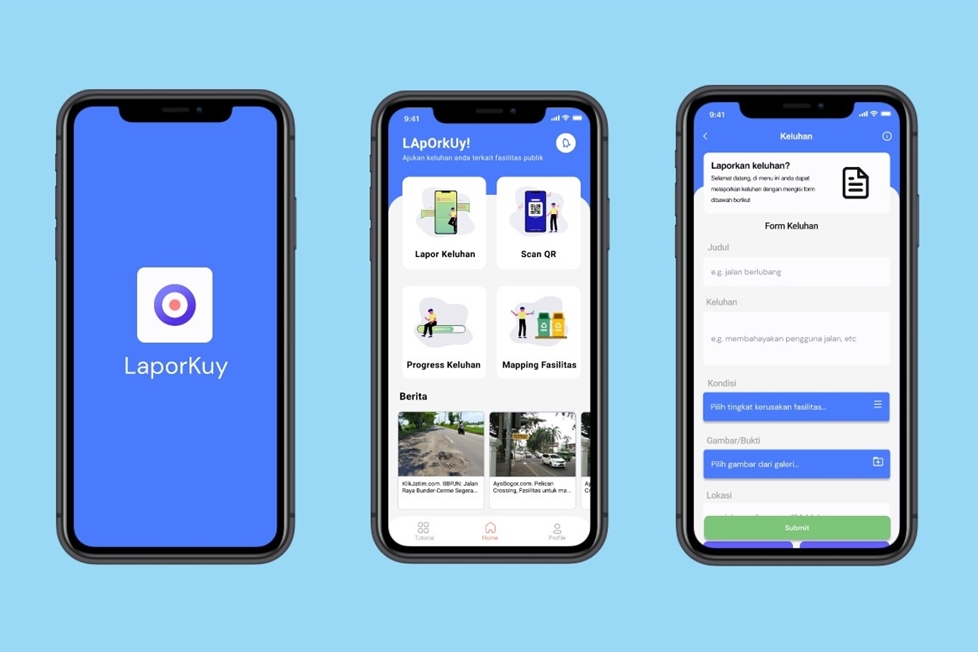 LaporKuy
9:41
LApOrkUy!
Ajukan keluhan anda terkait fasilitas publik
Lapor Keluhan
Scan QR
Progress Keluhan
Mapping Fasilitas
Berita
KlikJatim.com. BBPJN: Jalan
Raya Bunder-Cerme Segera...
AyoBogor.com. Pelican
Crossing, Fasilitas untuk ma...
Tutorial
Home
Profile
9:41
Keluhan
Laporkan keluhan?
Selamat datang, di menu ini anda dapat
melaporkan keluhan dengan mengisi form
dibawah berikut
Form Keluhan
Judul
e.g. jalan berlubang
Keluhan
e.g. membahayakan pengguna jalan, etc
Kondisi
Pilih tingkat kerusakan fasilitas...
Gambar/Bukti
Pilih gambar dari galeri...
Lokasi
Submit